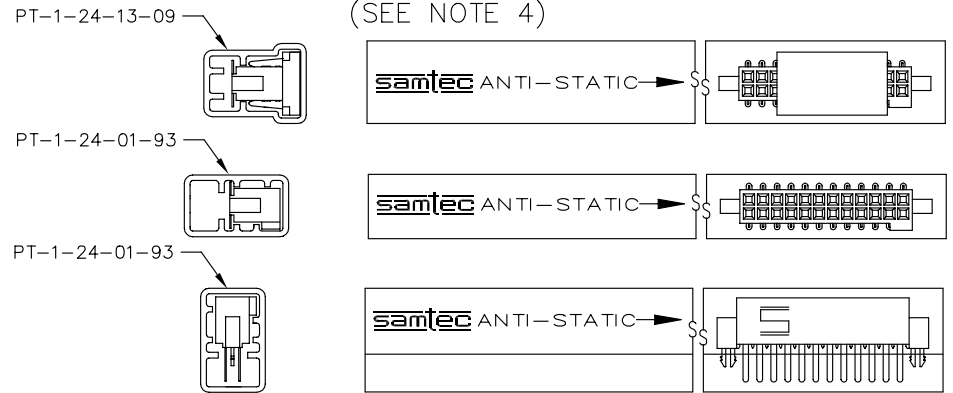 PT-1-24-13-09
(SEE NOTE 4)
samtec ANTI-STATIC
PT-1-24-01-93
samtec ANTI-STATIC
PT-1-24-01-93
samtec ANTI-STATIC